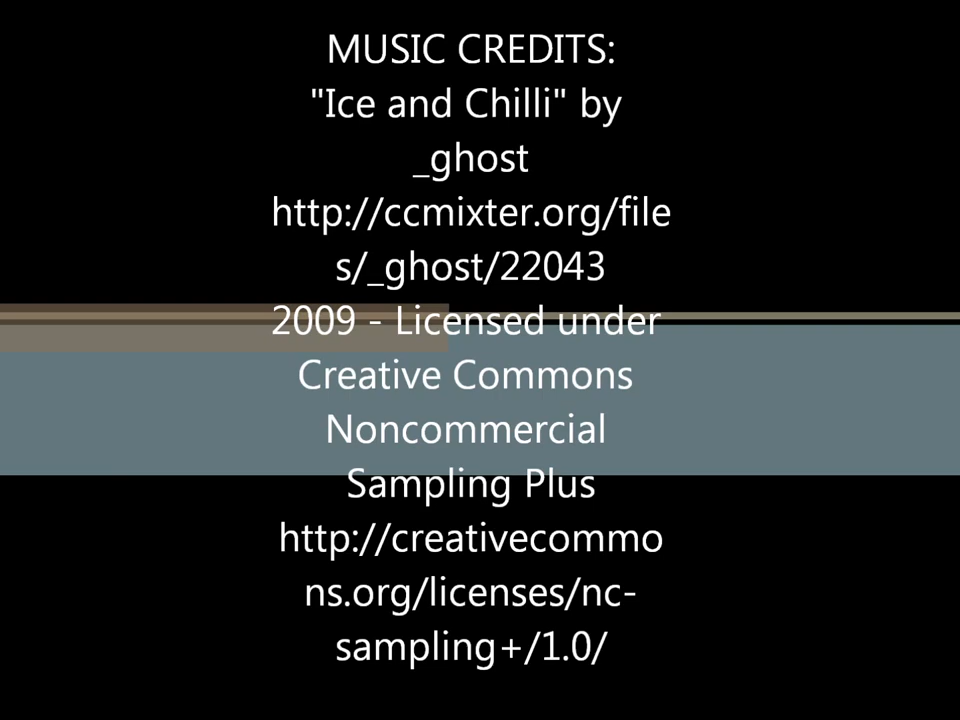 MUSIC CREDITS:
"Ice and Chilli" by
_ghost
http://ccmixter.org/file
s/_ghost/22043
2009 - Licensed under
Creative Commons
Noncommercial
Sampling Plus
http://creativecommo
ns.org/licenses/nc-
sampling+/1.0/